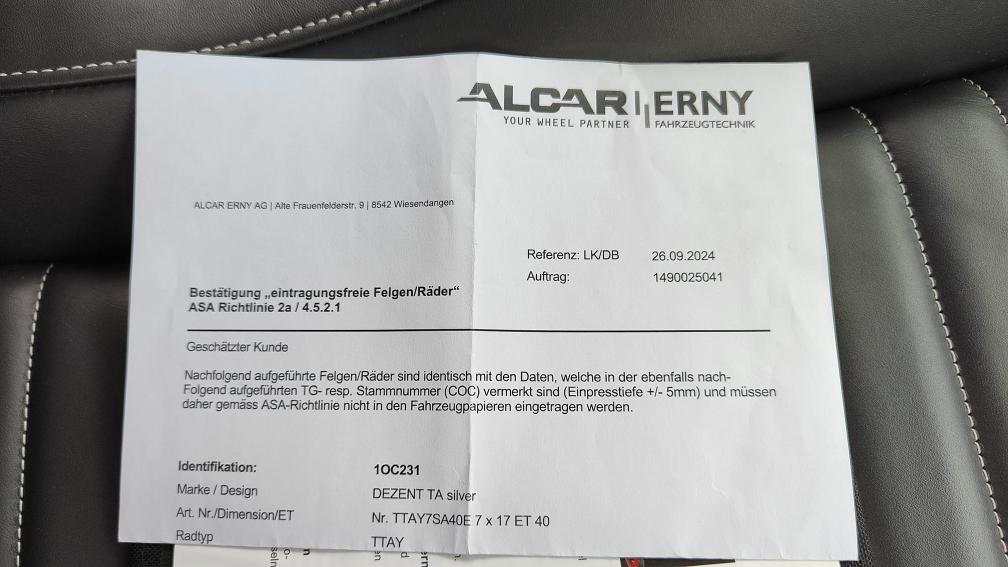 ALCAR ERNY
YOUR WHEEL PARTNER FAHRZEUGTECHNIK
ALCAR ERNY AG | Alte Frauenfelderstr. 9 | 8542 Wiesendangen
Referenz: LK/DB 26.09.2024
Auftrag: 1490025041
Bestätigung „eintragungsfreie Felgen/Räder“
ASA Richtlinie 2a / 4.5.2.1
Geschätzter Kunde
Nachfolgend aufgeführte Felgen/Räder sind identisch mit den Daten, welche in der ebenfalls nach-
Folgend aufgeführten TG- resp. Stammnummer (COC) vermerkt sind (Einpresstiefe +/- 5mm) und müssen
daher gemäss ASA-Richtlinie nicht in den Fahrzeugpapieren eingetragen werden.
Identifikation: 1OC231
Marke / Design DEZENT TA silver
Art. Nr./Dimension/ET Nr. TTAY7SA40E 7 x 17 ET 40
Radtyp TTAY